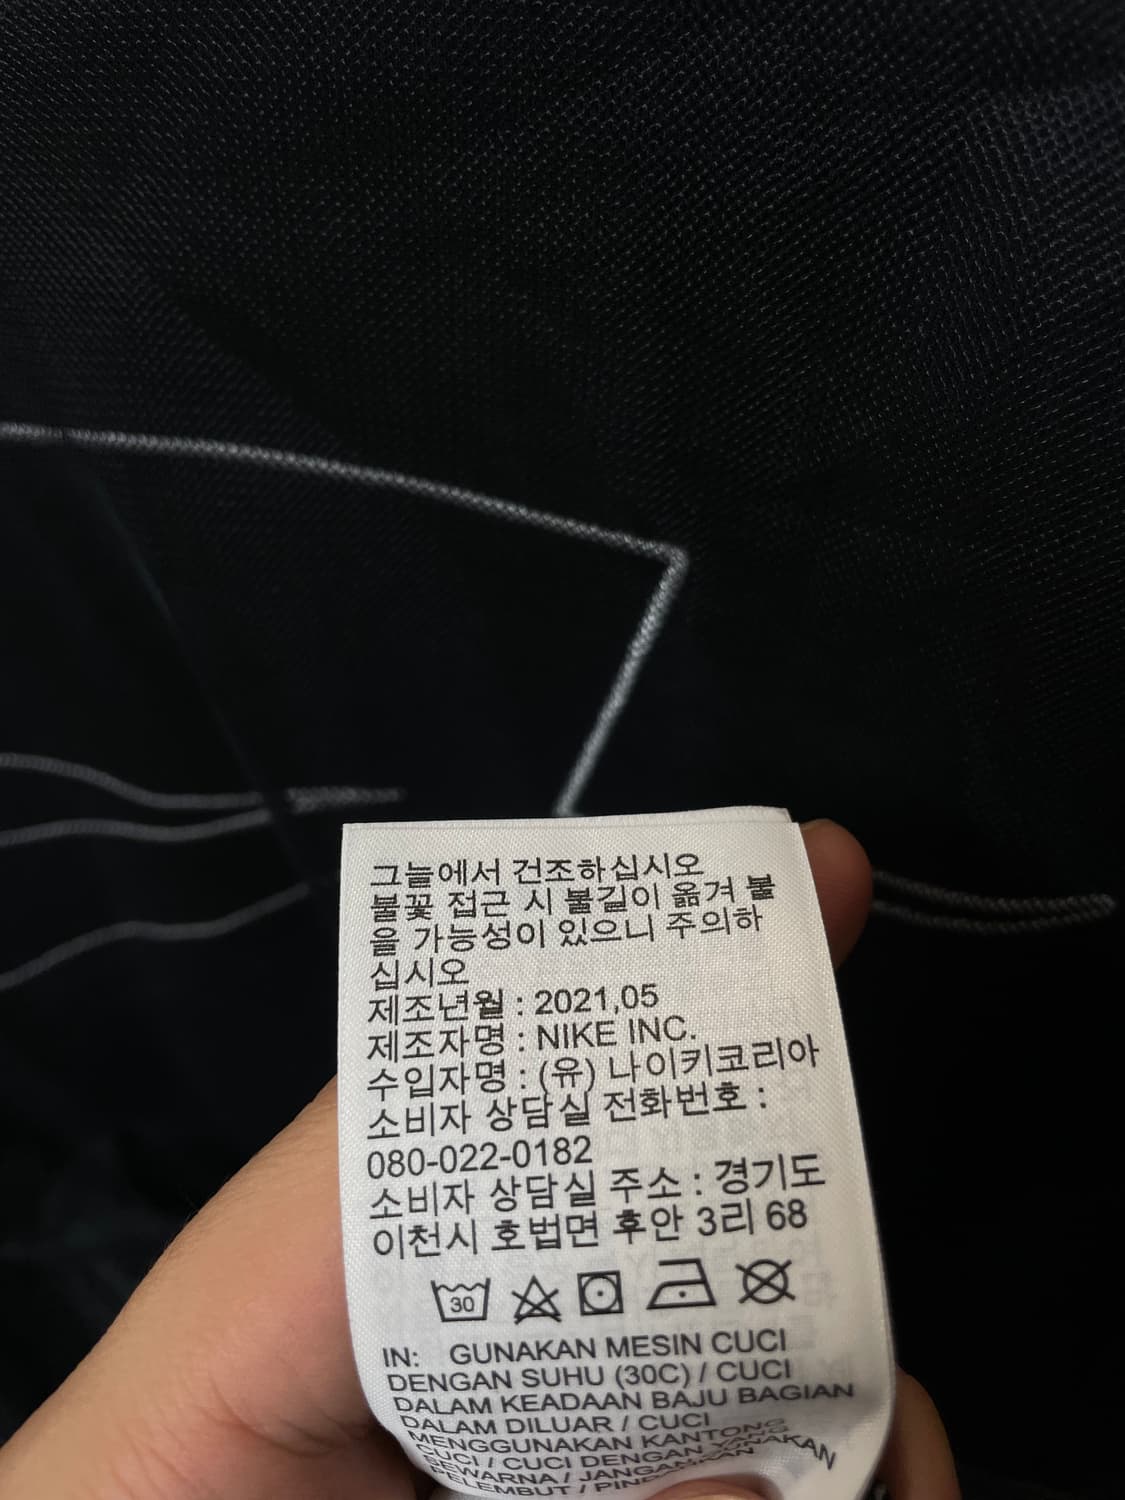 그늘에서 건조하십시오
불꽃 접근 시 불길이 옮겨 붙
을 가능성이 있으니 주의하
십시오
제조년월 : 2021,05
제조자명 : NIKE INC.
수입자명 : (유) 나이키코리아
소비자 상담실 전화번호 :
080-022-0182
소비자 상담실 주소 : 경기도
이천시 호법면 후안 3리 68
30
IN: GUNAKAN MESIN CUCI
DENGAN SUHU (30C) / CUCI
DALAM KEADAAN BAJU BAGIAN
DALAM DILUAR / CUCI
MENGGUNAKAN KANTONG
CUCI / CUCI DENGAN YANG
SEWARNA / JANGAN
PELEMBUT /